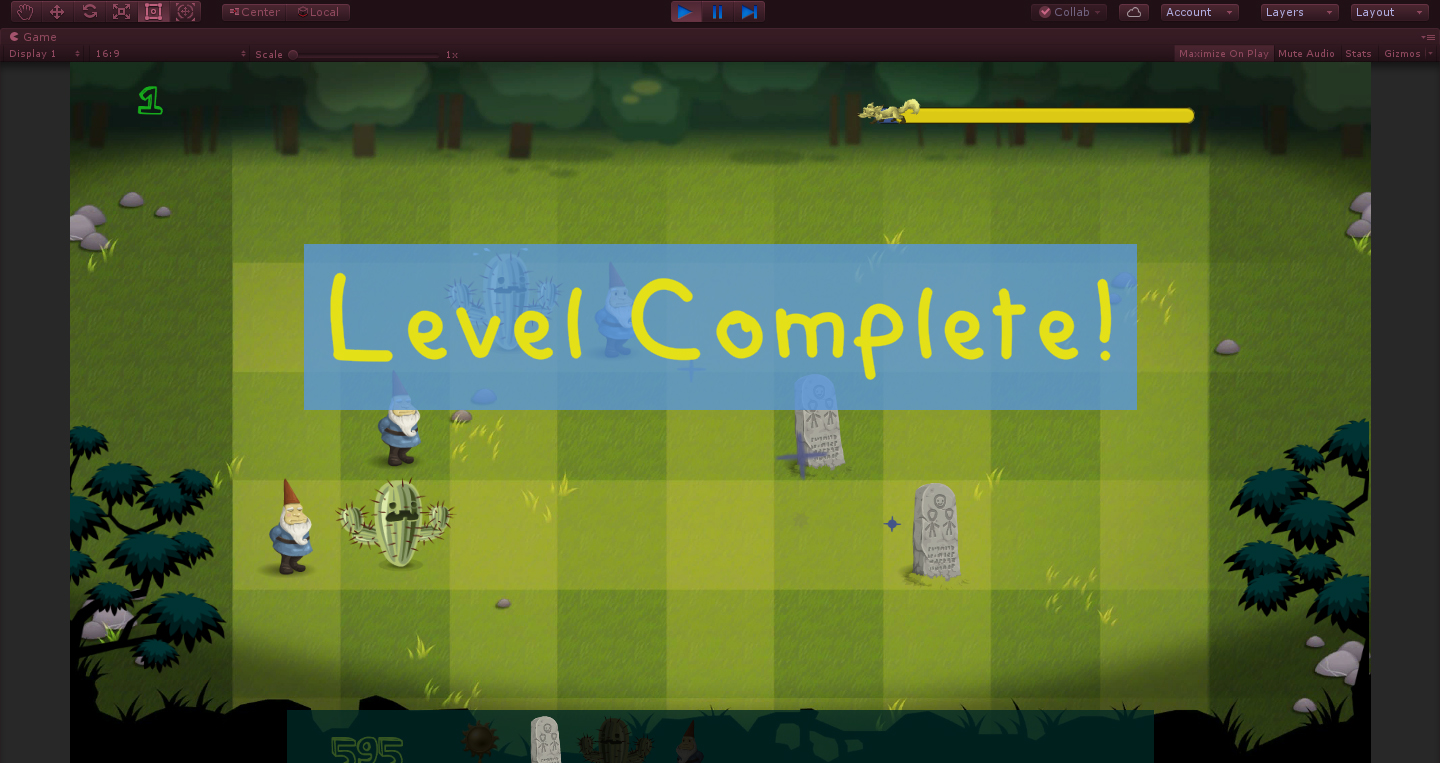 Center Local Collab Account Layers Layout
Game
Display 1 16:9 Scale 1x Maximize On Play Mute Audio Stats Gizmos
1
Level Complete!
595